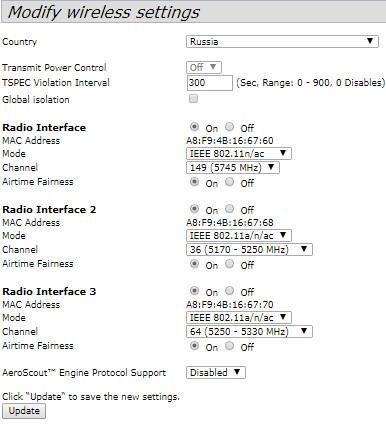 Modify wireless settings
Country Russia
Transmit Power Control Off
TSPEC Violation Interval 300 (Sec, Range: 0 - 900, 0 Disables)
Global isolation
Radio Interface On Off
MAC Address A8:F9:4B:16:67:60
Mode IEEE 802.11n/ac
Channel 149 (5745 MHz)
Airtime Fairness On Off
Radio Interface 2 On Off
MAC Address A8:F9:4B:16:67:68
Mode IEEE 802.11a/n/ac
Channel 36 (5170 - 5250 MHz)
Airtime Fairness On Off
Radio Interface 3 On Off
MAC Address A8:F9:4B:16:67:70
Mode IEEE 802.11a/n/ac
Channel 64 (5250 - 5330 MHz)
Airtime Fairness On Off
AeroScout™ Engine Protocol Support Disabled
Click "Update" to save the new settings.
Update